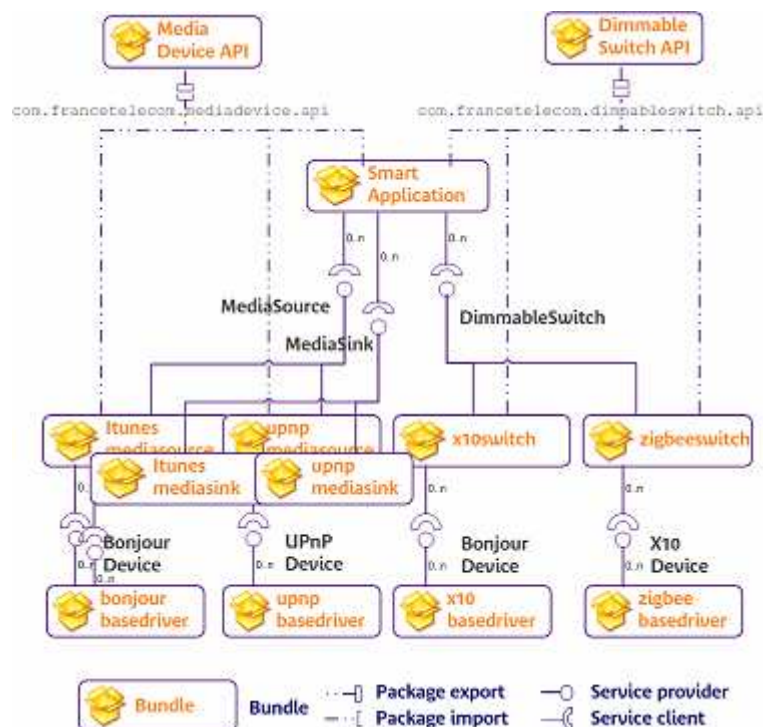 Media
Device API
Dimmable
Switch API
com.francetelecom.mediadevice.api
com.francetelecom.dimmableswitch.api
Smart
Application
0..n
0..n
0..n
MediaSource
MediaSink
DimmableSwitch
Itunes
mediasource
upnp
mediasource
x10switch
zigbeeswitch
Itunes
mediasink
upnp
mediasink
0..n
0..n
0..n
Bonjour
Device
UPnP
Device
Bonjour
Device
X10
Device
0..n
0..n
0..n
0..n
0..n
bonjour
basedriver
upnp
basedriver
x10
basedriver
zigbee
basedriver
Bundle
Bundle
Package export
Package import
Service provider
Service client